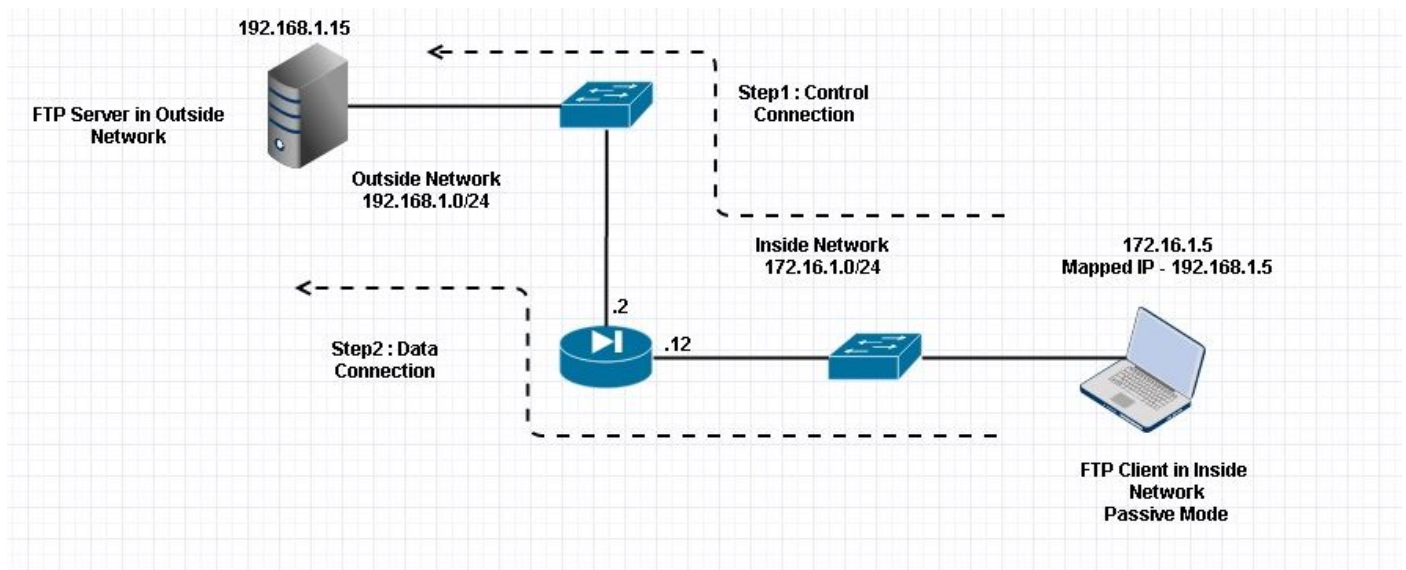 192.168.1.15
FTP Server in Outside
Network
Step1 : Control
Connection
Outside Network
192.168.1.0/24
Inside Network
172.16.1.0/24
172.16.1.5
Mapped IP - 192.168.1.5
.2
.12
Step2 : Data
Connection
FTP Client in Inside
Network
Passive Mode